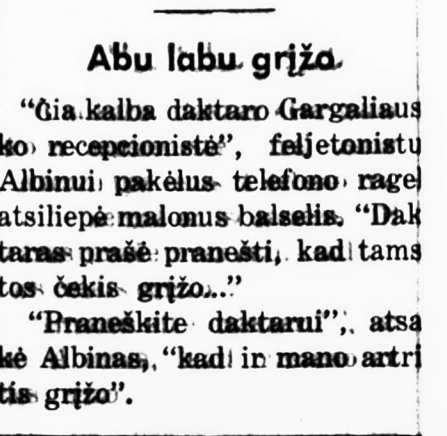 Abu labu grįžo
“Čia kalba daktaro Gargaliaus
ko recepcionistė”, feljetonistu
Albinui pakėlus telefono ragel
atsiliepė malonus balselis. “Dak
taras prašė pranešti, kad tams
tos čekis grįžo...”
“Praneškite daktarui”, atsa
kė Albinas, “kad ir mano artri
tis grįžo”.